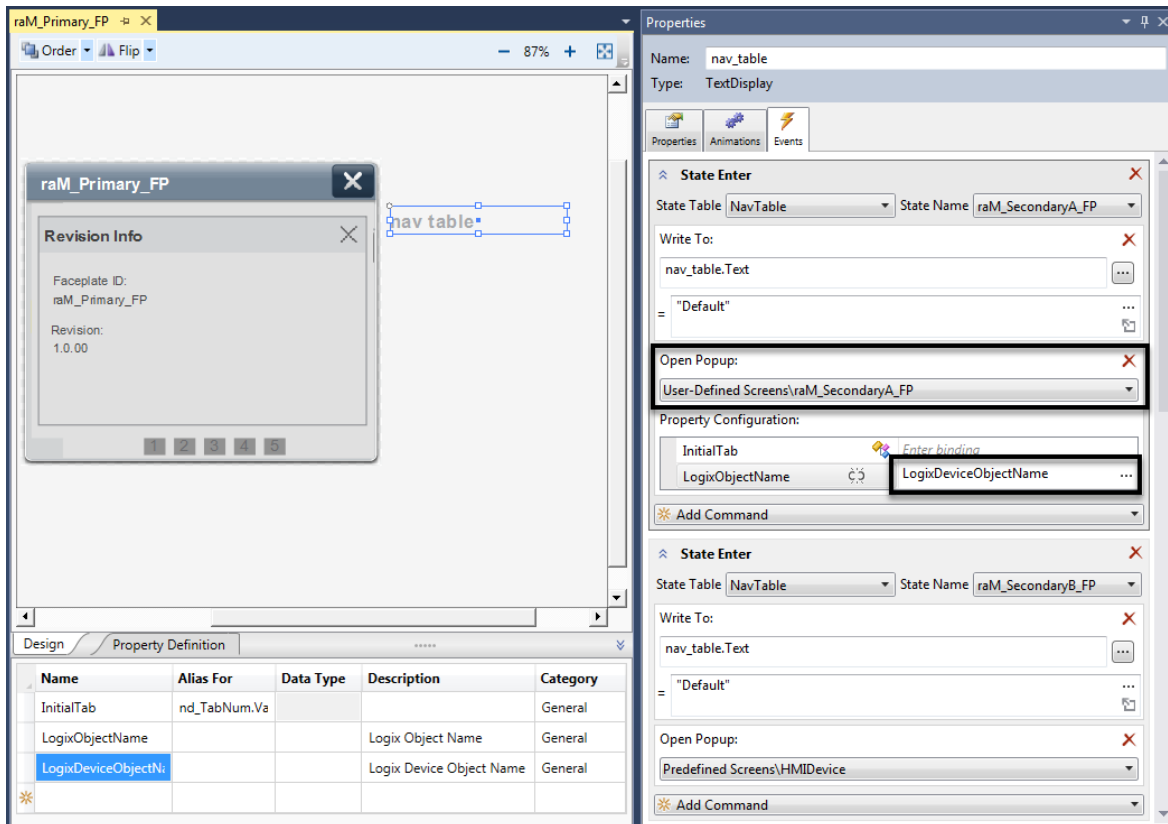 raM_Primary_FP
Order Flip 87%
raM_Primary_FP
Revision Info
Faceplate ID:
raM_Primary_FP
Revision:
1.0.00
1 2 3 4 5
nav table
Design Property Definition
Name Alias For Data Type Description Category
InitialTab nd_TabNum.Va General
LogixObjectName Logix Object Name General
LogixDeviceObjectNa Logix Device Object Name General
Properties
Name: nav_table
Type: TextDisplay
Properties Animations Events
State Enter
State Table NavTable State Name raM_SecondaryA_FP
Write To:
nav_table.Text
...
= "Default" ...
Open Popup:
User-Defined Screens\raM_SecondaryA_FP
Property Configuration:
InitialTab Enter binding
LogixObjectName LogixDeviceObjectName ...
Add Command
State Enter
State Table NavTable State Name raM_SecondaryB_FP
Write To:
nav_table.Text
...
= "Default" ...
Open Popup:
Predefined Screens\HMIDevice
Add Command